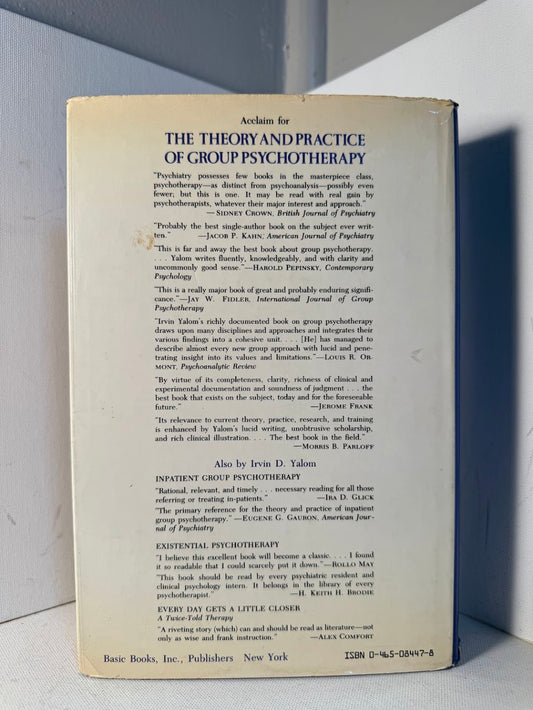 Acclaim for
THE THEORY AND PRACTICE
OF GROUP PSYCHOTHERAPY
"Psychiatry possesses few books in the masterpiece class,
psychotherapy—as distinct from psychoanalysis—possibly even
fewer; but this is one. It may be read with real gain by
psychotherapists, whatever their major interest and approach."
—SIDNEY CROWN, British Journal of Psychiatry
"Probably the best single-author book on the subject ever writ-
ten." —JACOB P. KAHN, American Journal of Psychiatry
"This is far and away the best book about group psychotherapy.
. . . Yalom writes fluently, knowledgeably, and with clarity and
uncommonly good sense."—HAROLD PEPINSKY, Contemporary
Psychology
"This is a really major book of great and probably enduring signifi-
cance."—JAY W. FIDLER, International Journal of Group
Psychotherapy
"Irvin Yalom's richly documented book on group psychotherapy
draws upon many disciplines and approaches and integrates their
various findings into a cohesive unit. . . . [He] has managed to
describe almost every new group approach with lucid and pene-
trating insight into its values and limitations."—LOUIS R. OR-
MONT, Psychoanalytic Review
"By virtue of its completeness, clarity, richness of clinical and
experimental documentation and soundness of judgment . . . the
best book that exists on the subject, today and for the foreseeable
future." —JEROME FRANK
"Its relevance to current theory, practice, research, and training
is enhanced by Yalom's lucid writing, unobtrusive scholarship,
and rich clinical illustration. . . . The best book in the field."
—MORRIS B. PARLOFF
Also by Irvin D. Yalom
INPATIENT GROUP PSYCHOTHERAPY
"Rational, relevant, and timely . . . necessary reading for all those
referring or treating in-patients." —IRA D. GLICK
"The primary reference for the theory and practice of inpatient
group psychotherapy." —EUGENE G. GAURON, American Jour-
nal of Psychiatry
EXISTENTIAL PSYCHOTHERAPY
"I believe this excellent book will become a classic. . . . I found
it so readable that I could scarcely put it down."—ROLLO MAY
"This book should be read by every psychiatric resident and
clinical psychology intern. It belongs in the library of every
psychotherapist." —H. KEITH H. BRODIE
EVERY DAY GETS A LITTLE CLOSER
A Twice-Told Therapy
"A riveting story (which) can and should be read as literature—not
only as wise and frank instruction." —ALEX COMFORT
Basic Books, Inc., Publishers New York
ISBN 0-465-08447-8